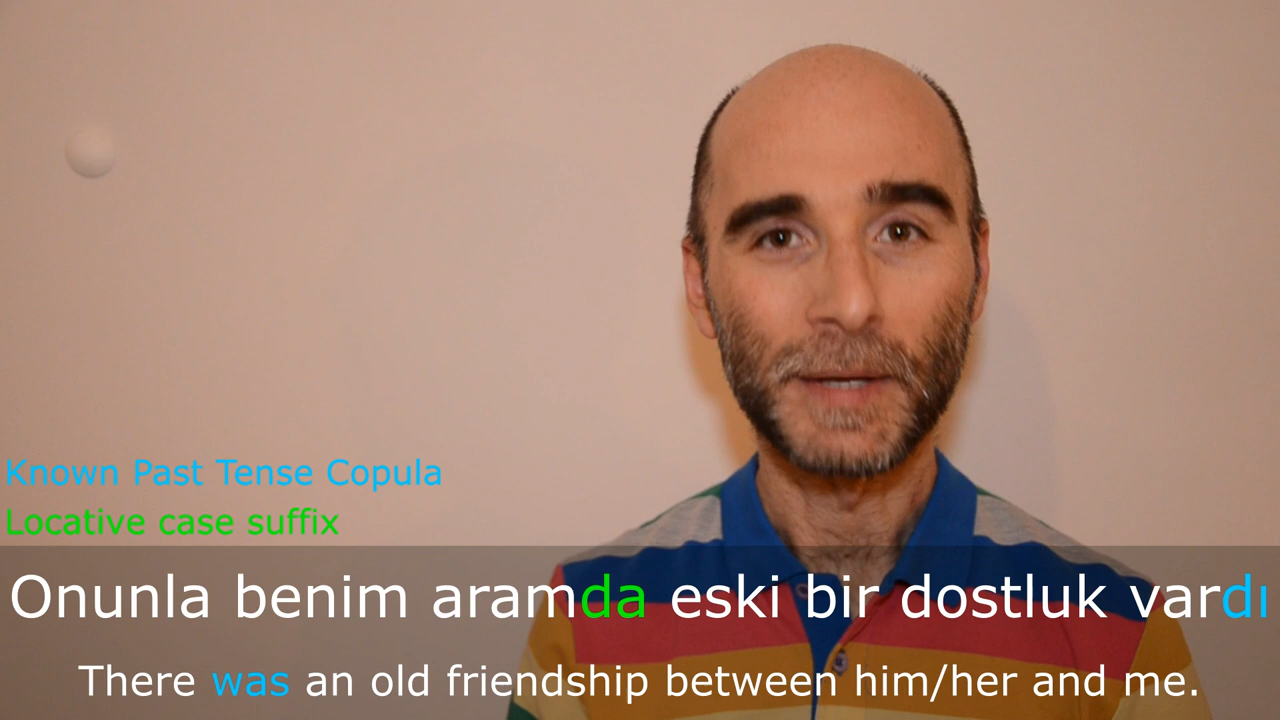 Known Past Tense Copula
Locative case suffix
Onunla benim aramda eski bir dostluk vardı
There was an old friendship between him/her and me.